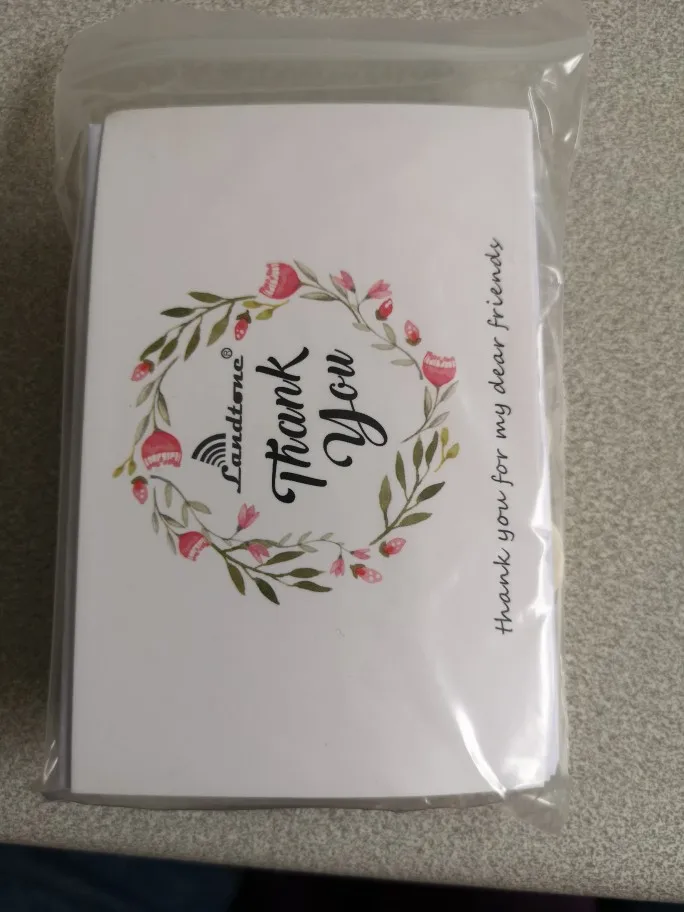 Landtone®
Thank
You
thank you for my dear friends